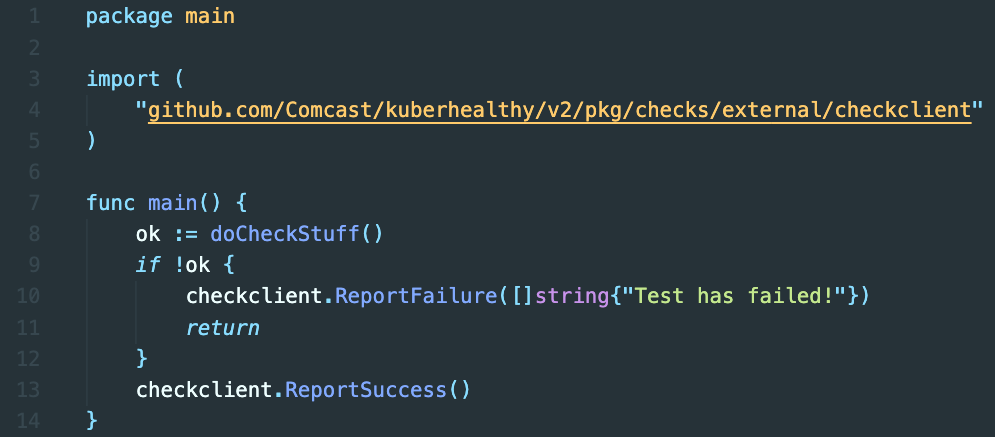 1 package main
2
3 import (
4     "github.com/Comcast/kuberhealthy/v2/pkg/checks/external/checkclient"
5 )
6
7 func main() {
8     ok := doCheckStuff()
9     if !ok {
10         checkclient.ReportFailure([]string{"Test has failed!"})
11         return
12     }
13     checkclient.ReportSuccess()
14 }